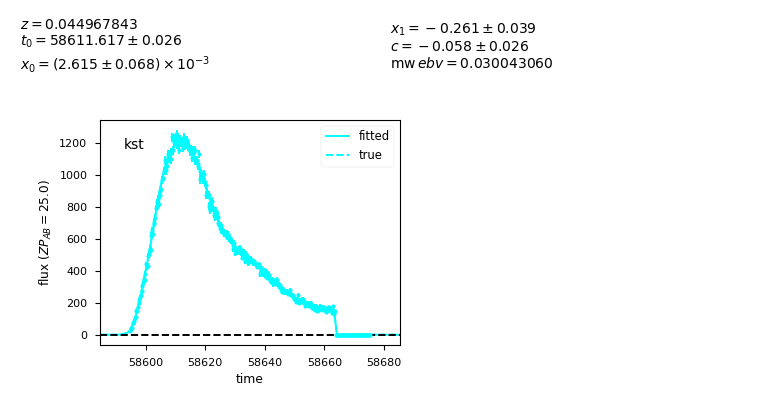 z = 0.044967843
t₀ = 58611.617 ± 0.026
x₀ = (2.615 ± 0.068) × 10⁻³
x₁ = −0.261 ± 0.039
c = −0.058 ± 0.026
mw ebv = 0.030043060
kst
fitted
true
1200
1000
800
600
400
200
0
flux (ZP_AB = 25.0)
58600 58620 58640 58660 58680
time